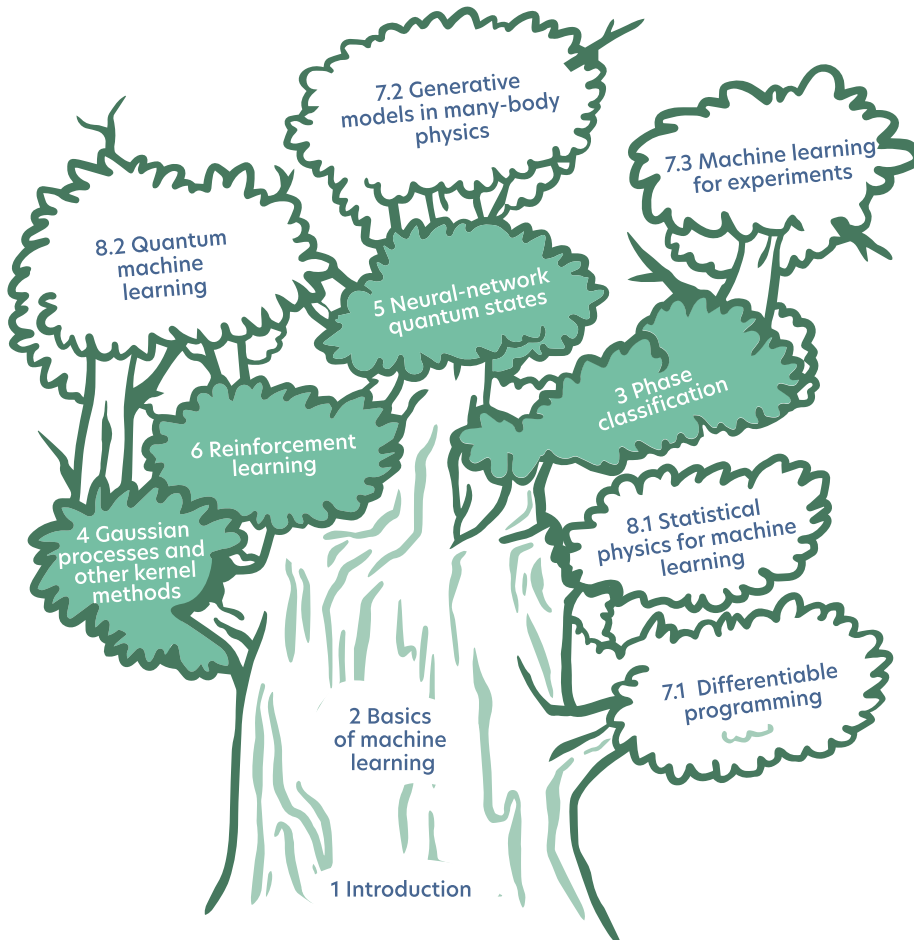 7.2 Generative
models in many-body
physics
7.3 Machine learning
for experiments
8.2 Quantum
machine
learning
5 Neural-network
quantum states
3 Phase
classification
6 Reinforcement
learning
4 Gaussian
processes and
other kernel
methods
8.1 Statistical
physics for machine
learning
7.1 Differentiable
programming
2 Basics
of machine
learning
1 Introduction